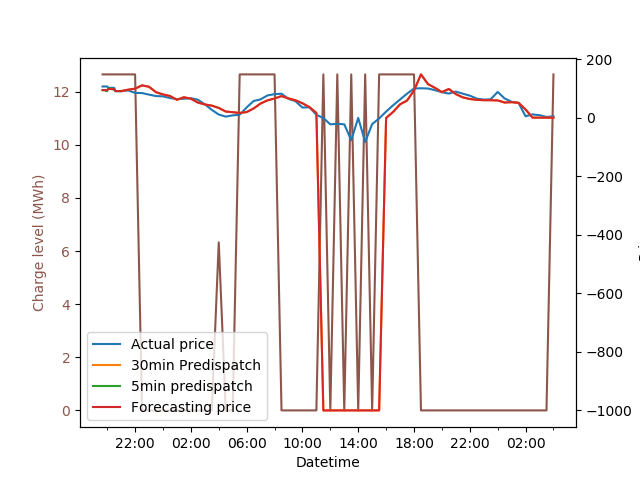 12
10
8
6
4
2
0
Charge level (MWh)
200
0
−200
−400
−600
−800
−1000
Actual price
30min Predispatch
5min predispatch
Forecasting price
22:00 02:00 06:00 10:00 14:00 18:00 22:00 02:00
Datetime